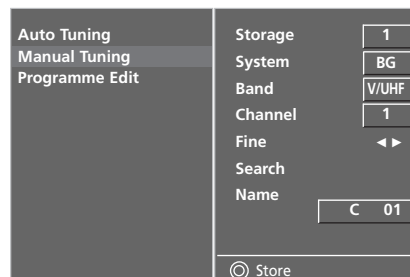 Auto Tuning
Manual Tuning
Programme Edit
Storage 1
System BG
Band V/UHF
Channel 1
Fine ◄ ►
Search
Name
C 01
Store